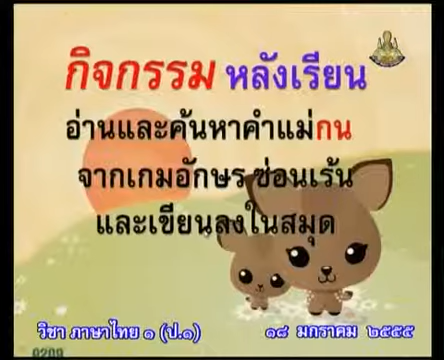 กิจกรรม หลังเรียน
อ่านและค้นหาคำแม่กน
จากเกมอักษร ซ่อนเร้น
และเขียนลงในสมุด
วิชา ภาษาไทย ๑ (ป.๑) ๑๘ มกราคม ๒๕๕๕